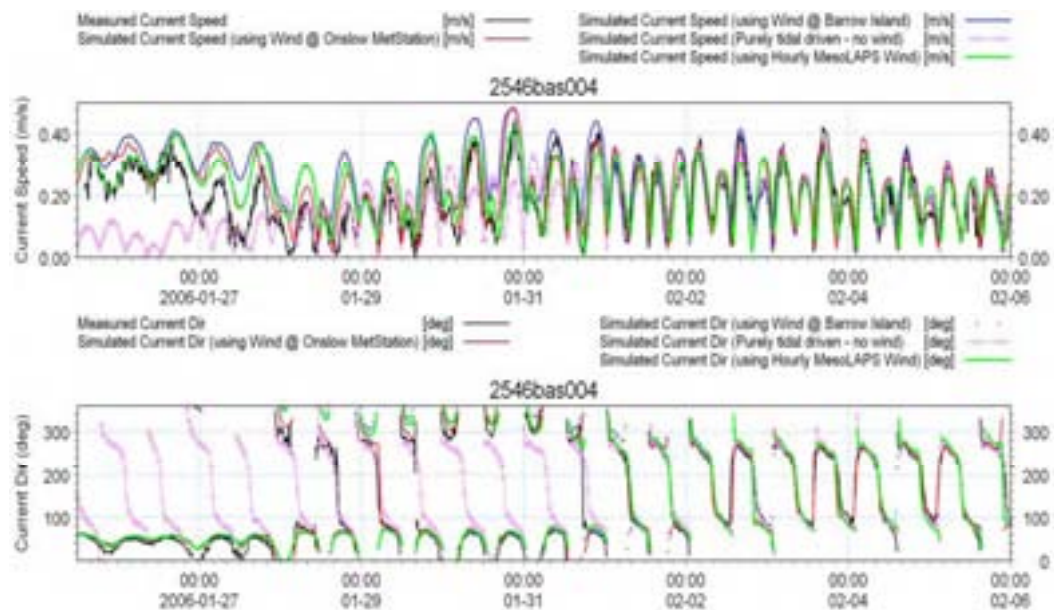 Measured Current Speed [m/s]
Simulated Current Speed (using Wind @ Onslow MetStation) [m/s]
Simulated Current Speed (using Wind @ Barrow Island) [m/s]
Simulated Current Speed (Purely tidal driven - no wind) [m/s]
Simulated Current Speed (using Hourly MesoLAPS Wind) [m/s]
2546bas004
Current Speed (m/s)
0.40 0.40
0.20 0.20
0.00 0.00
00:00 00:00 00:00 00:00 00:00 00:00
2006-01-27 01-29 01-31 02-02 02-04 02-06
Measured Current Dir [deg]
Simulated Current Dir (using Wind @ Onslow MetStation) [deg]
Simulated Current Dir (using Wind @ Barrow Island) [deg]
Simulated Current Dir (Purely tidal driven - no wind) [deg]
Simulated Current Dir (using Hourly MesoLAPS Wind) [deg]
2546bas004
Current Dir (deg)
300 300
200 200
100 100
0
00:00 00:00 00:00 00:00 00:00 00:00
2006-01-27 01-29 01-31 02-02 02-04 02-06